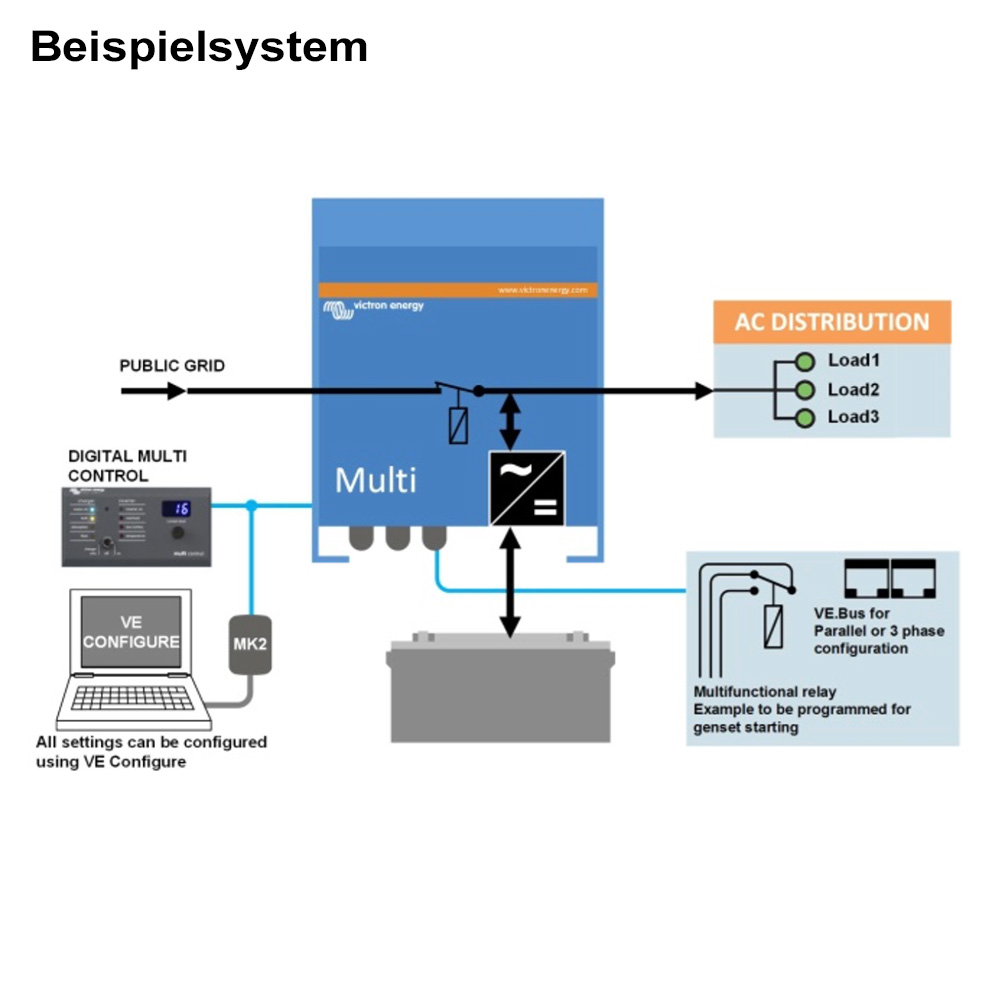 Beispielsystem
www.victronenergy.com
victron energy
PUBLIC GRID
AC DISTRIBUTION
Load1
Load2
Load3
Multi
DIGITAL MULTI
CONTROL
victron energy
16
multi control
VE
CONFIGURE
MK2
All settings can be configured
using VE Configure
VE.Bus for
Parallel or 3 phase
configuration
Multifunctional relay
Example to be programmed for
genset starting